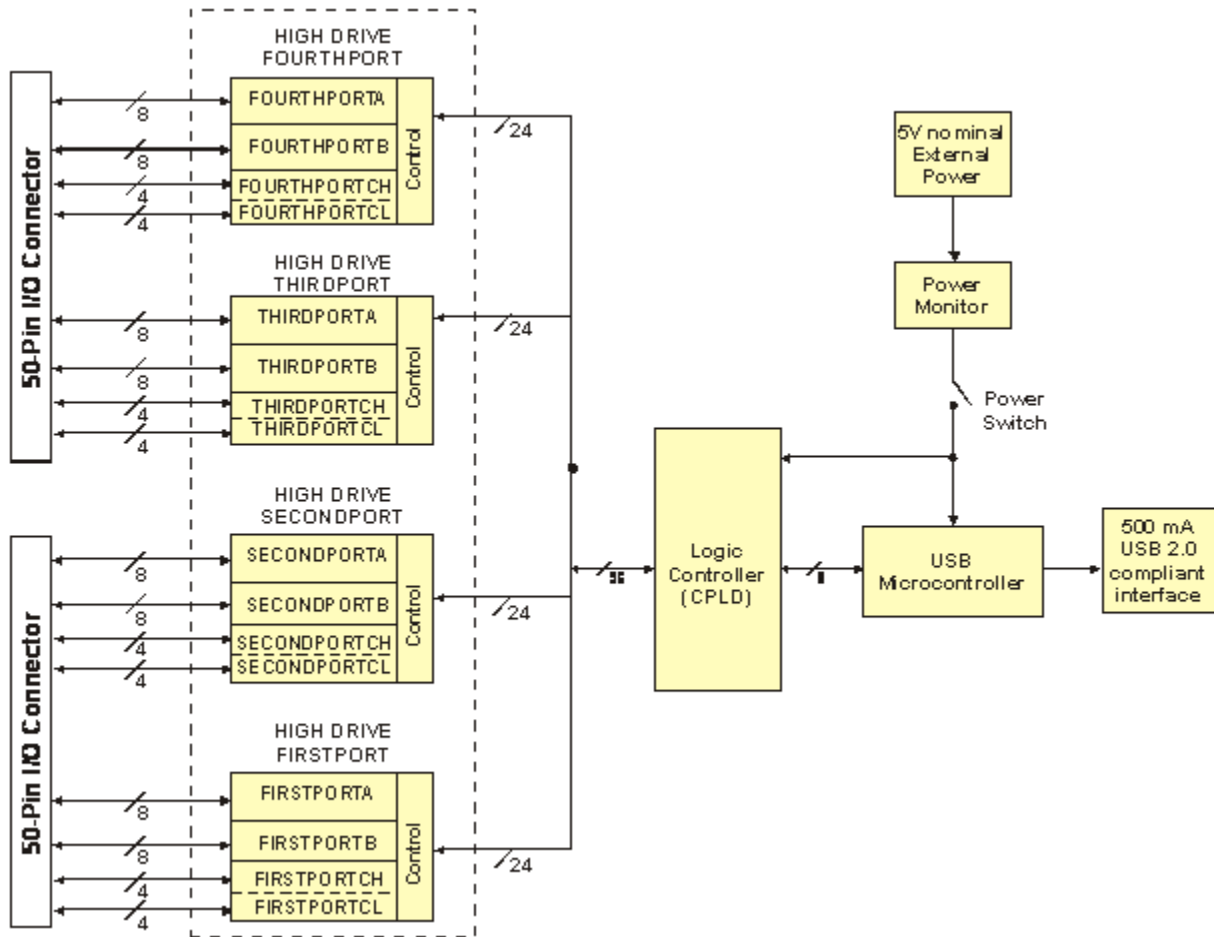 HIGH DRIVE
FOURTHPORT
50-Pin I/O Connector
8
8
4
4
FOURTHPORTA
FOURTHPORTB
FOURTHPORTCH
FOURTHPORTCL
Control
24
HIGH DRIVE
THIRDPORT
8
8
4
4
THIRDPORTA
THIRDPORTB
THIRDPORTCH
THIRDPORTCL
Control
24
HIGH DRIVE
SECONDPORT
50-Pin I/O Connector
8
8
4
4
SECONDPORTA
SECONDPORTB
SECONDPORTCH
SECONDPORTCL
Control
24
HIGH DRIVE
FIRSTPORT
8
8
4
4
FIRSTPORTA
FIRSTPORTB
FIRSTPORTCH
FIRSTPORTCL
Control
24
Logic
Controller
(CPLD)
5V nominal
External
Power
Power
Monitor
Power
Switch
USB
Microcontroller
500 mA
USB 2.0
compliant
interface